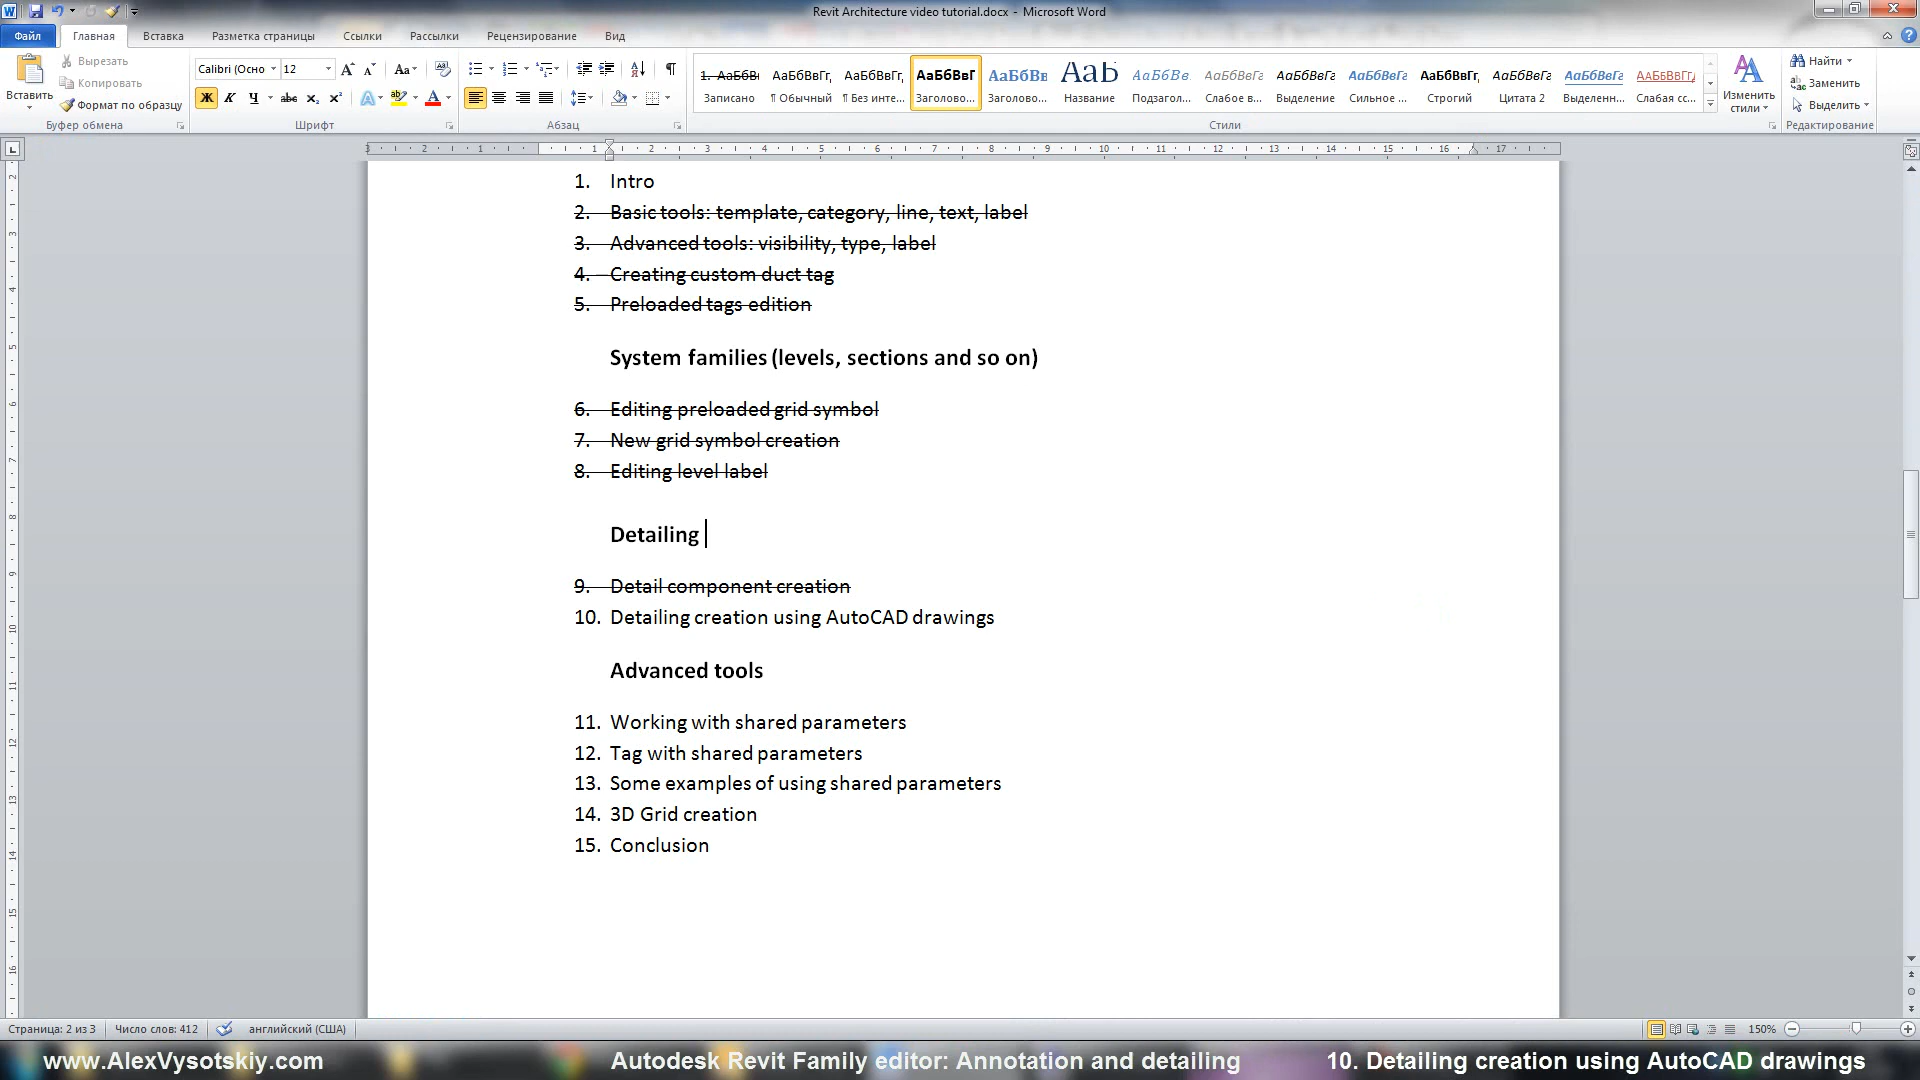 Revit Architecture video tutorial.docx - Microsoft Word
Файл Главная Вставка Разметка страницы Ссылки Рассылки Рецензирование Вид
Вставить
Вырезать
Копировать
Формат по образцу
Буфер обмена
Calibri (Осно 12
Шрифт
Абзац
1. АаБбВı АаБбВвГг, АаБбВвГг, АаБбВвГ АаБбВв АаБ АаБбВв. АаБбВвГг АаБбВвГг АаБбВвГг АаБбВвГг, АаБбВвГг АаБбВвГг АаБбВвГг,
Записано ¶ Обычный ¶ Без инте... Заголово... Заголово... Название Подзагол... Слабое в... Выделение Сильное ... Строгий Цитата 2 Выделенн... Слабая сс...
Стили
Изменить стили
Найти
Заменить
Выделить
Редактирование
1. Intro
2. Basic tools: template, category, line, text, label
3. Advanced tools: visibility, type, label
4. Creating custom duct tag
5. Preloaded tags edition
System families (levels, sections and so on)
6. Editing preloaded grid symbol
7. New grid symbol creation
8. Editing level label
Detailing
9. Detail component creation
10. Detailing creation using AutoCAD drawings
Advanced tools
11. Working with shared parameters
12. Tag with shared parameters
13. Some examples of using shared parameters
14. 3D Grid creation
15. Conclusion
Страница: 2 из 3 Число слов: 412 английский (США) 150%
www.AlexVysotskiy.com Autodesk Revit Family editor: Annotation and detailing 10. Detailing creation using AutoCAD drawings